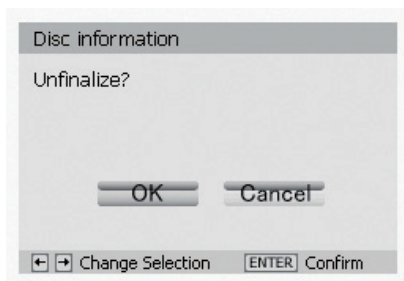 Disc information
Unfinalize?
OK Cancel
← → Change Selection ENTER Confirm